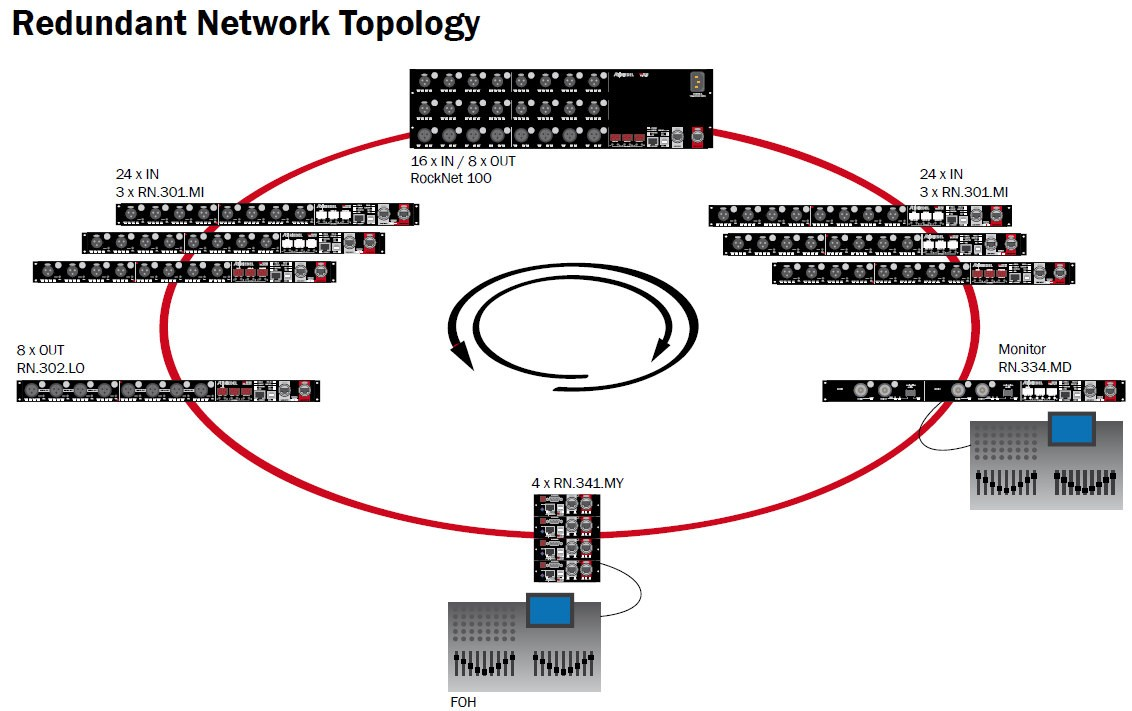 Redundant Network Topology
16 x IN / 8 x OUT
RockNet 100
24 x IN
3 x RN.301.MI
24 x IN
3 x RN.301.MI
8 x OUT
RN.302.LO
Monitor
RN.334.MD
4 x RN.341.MY
FOH